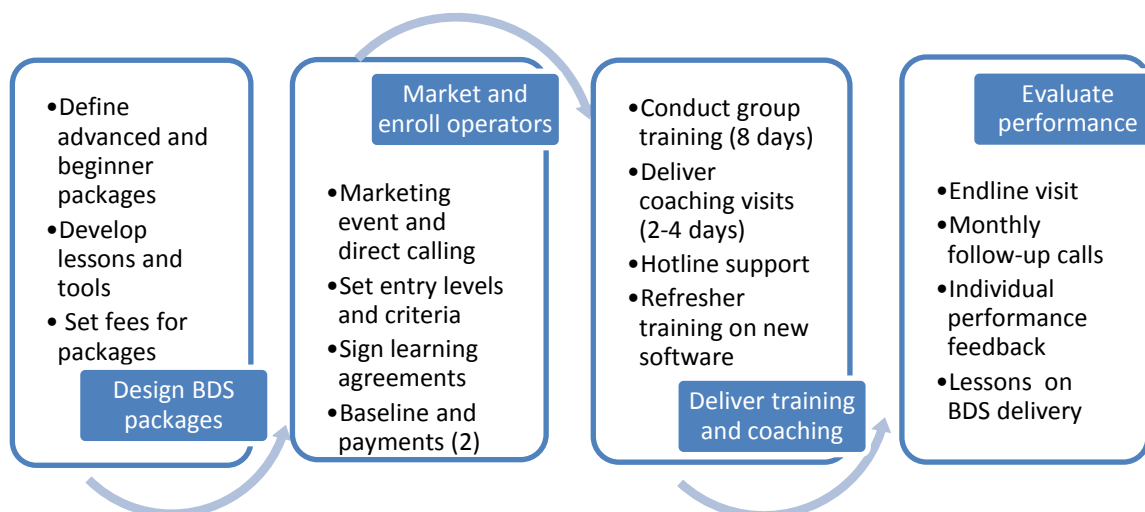 •Define
advanced and
beginner
packages
•Develop
lessons and
tools
• Set fees for
packages
Design BDS
packages
Market and
enroll operators
•Marketing
event and
direct calling
•Set entry levels
and criteria
•Sign learning
agreements
•Baseline and
payments (2)
•Conduct group
training (8 days)
•Deliver
coaching visits
(2-4 days)
•Hotline support
•Refresher
training on new
software
Deliver training
and coaching
Evaluate
performance
•Endline visit
•Monthly
follow-up calls
•Individual
performance
feedback
•Lessons on
BDS delivery